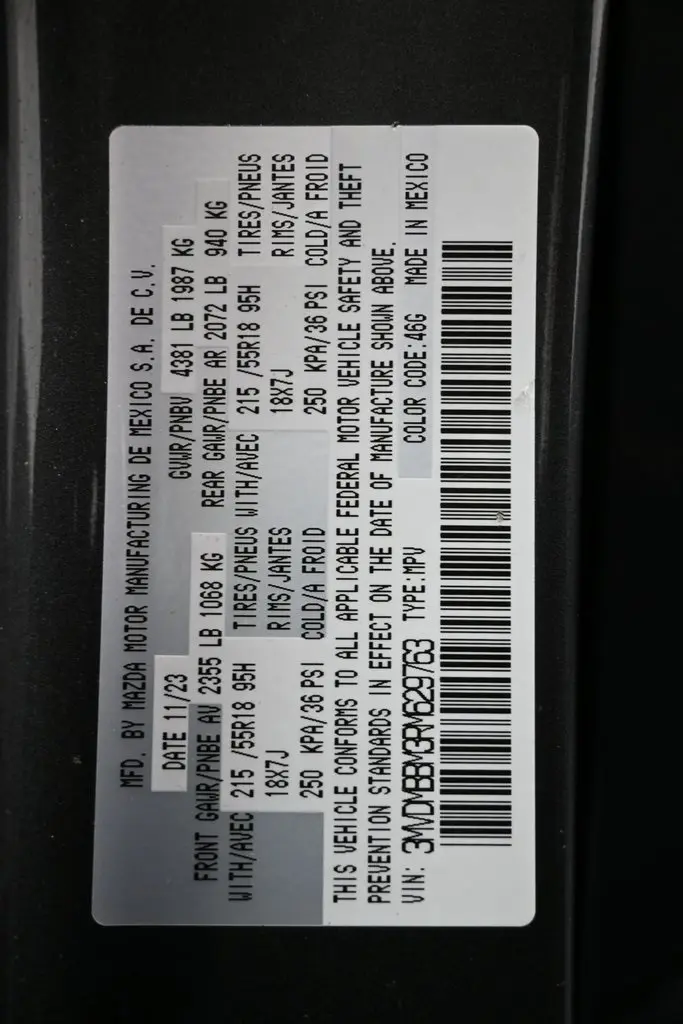 MFD. BY MAZDA MOTOR MANUFACTURING DE MEXICO S.A. DE C.V.
DATE 11/23 GVWR/PNBV 4381 LB 1987 KG
FRONT GAWR/PNBE AV 2355 LB 1068 KG REAR GAWR/PNBE AR 2072 LB 940 KG
WITH/AVEC 215 /55R18 95H TIRES/PNEUS WITH/AVEC 215 /55R18 95H TIRES/PNEUS
18X7J RIMS/JANTES 18X7J RIMS/JANTES
250 KPA/36 PSI COLD/A FROID 250 KPA/36 PSI COLD/A FROID
THIS VEHICLE CONFORMS TO ALL APPLICABLE FEDERAL MOTOR VEHICLE SAFETY AND THEFT
PREVENTION STANDARDS IN EFFECT ON THE DATE OF MANUFACTURE SHOWN ABOVE.
VIN: 3MVDMBBM3RM629763 TYPE:MPV COLOR CODE:46G MADE IN MEXICO